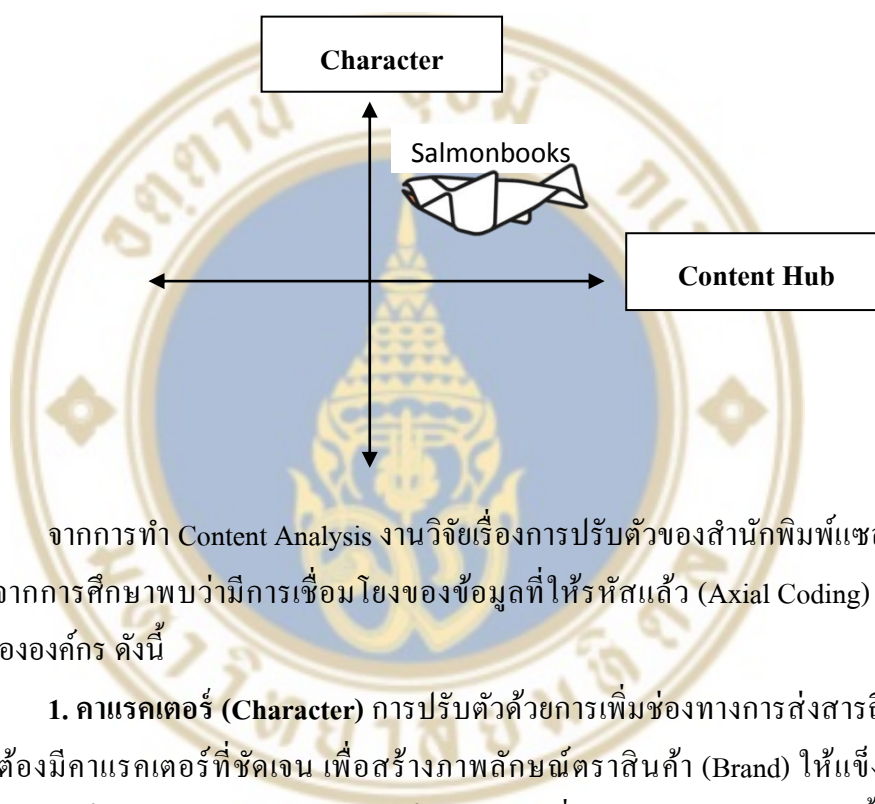 Character
Salmonbooks
Content Hub
จากการทำ Content Analysis งานวิจัยเรื่องการปรับตัวของสำนักพิมพ์
จากการศึกษาพบว่ามีการเชื่อมโยงของข้อมูลที่ให้รหัสแล้ว (Axial Coding)
องค์กร ดังนี้
1. คาแรคเตอร์ (Character) การปรับตัวด้วยการเพิ่มช่องทางการส่งสาร
ต้องมีคาแรคเตอร์ที่ชัดเจน เพื่อสร้างภาพลักษณ์ตราสินค้า (Brand) ให้